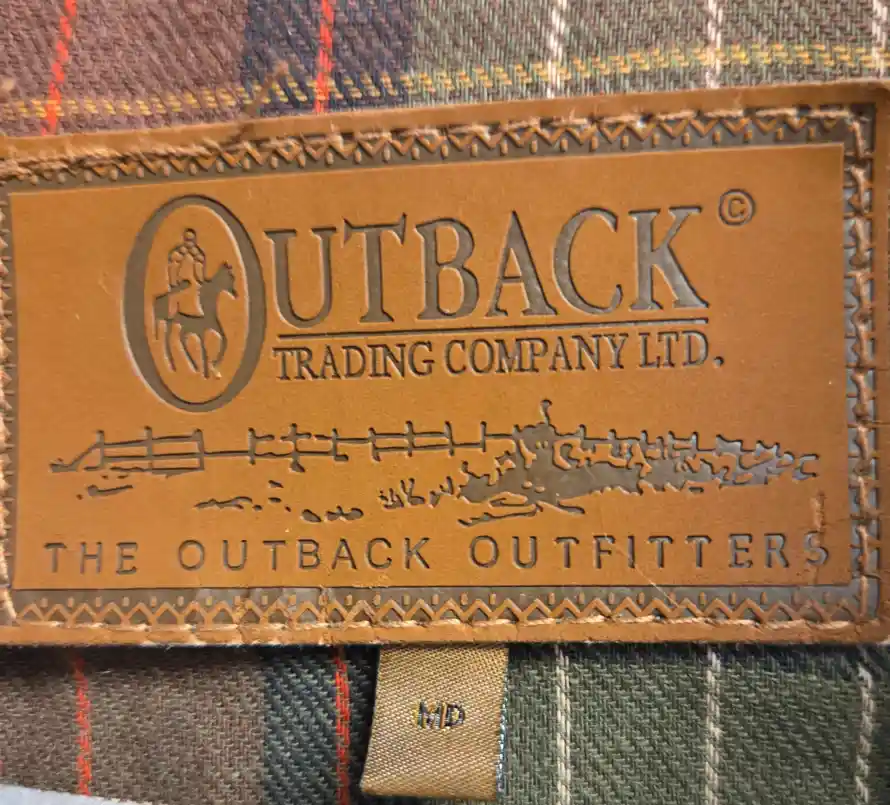 OUTBACK ©
TRADING COMPANY LTD.
THE OUTBACK OUTFITTERS
MD